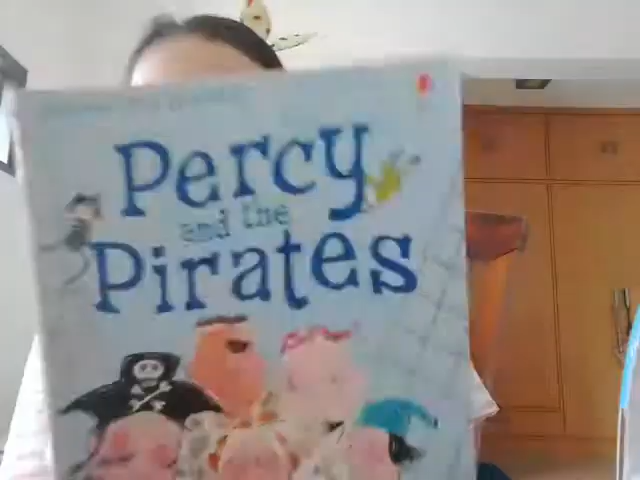 Percy
and the
Pirates